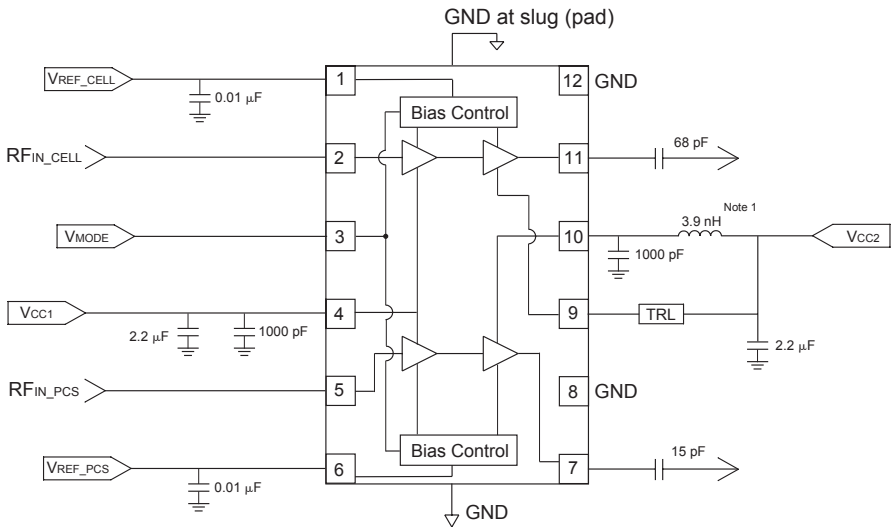 GND at slug (pad)
VREF_CELL
1
12
GND
0.01 µF
Bias Control
RFIN_CELL
2
11
68 pF
VMODE
3
10
3.9 nH
Note 1
VCC2
1000 pF
VCC1
4
9
TRL
2.2 µF
1000 pF
2.2 µF
RFIN_PCS
5
8
GND
Bias Control
VREF_PCS
6
7
15 pF
0.01 µF
GND